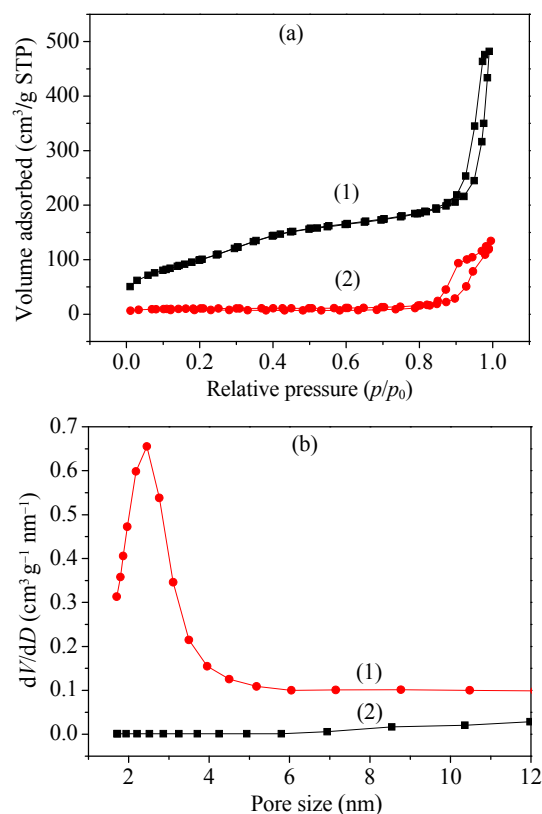 (a)
500
400
300
200
100
0
Volume adsorbed (cm³/g STP)
(1)
(2)
0.0 0.2 0.4 0.6 0.8 1.0
Relative pressure (p/p₀)
(b)
0.7
0.6
0.5
0.4
0.3
0.2
0.1
0.0
dV/dD (cm³ g⁻¹ nm⁻¹)
(1)
(2)
2 4 6 8 10 12
Pore size (nm)